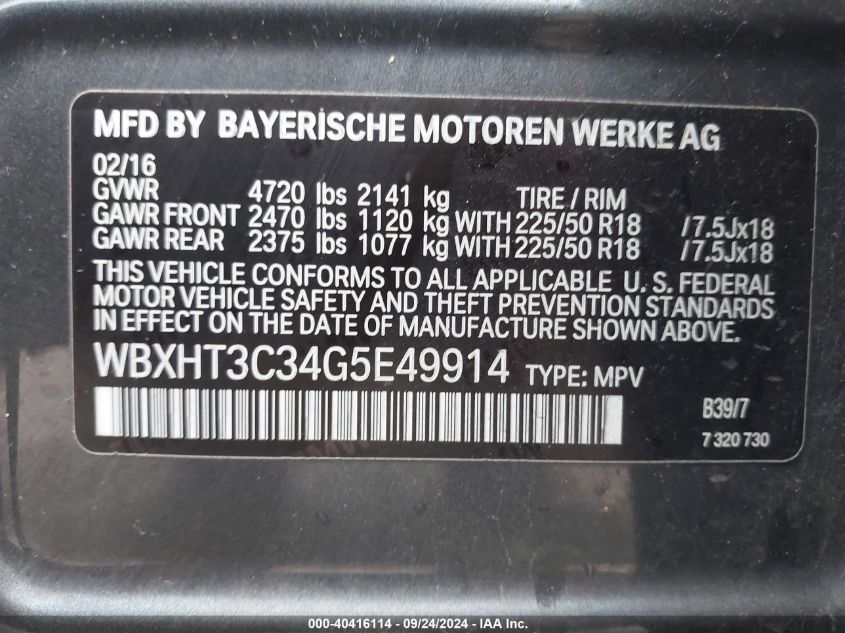 MFD BY BAYERISCHE MOTOREN WERKE AG
02/16
GVWR 4720 lbs 2141 kg TIRE / RIM
GAWR FRONT 2470 lbs 1120 kg WITH 225/50 R18 /7.5Jx18
GAWR REAR 2375 lbs 1077 kg WITH 225/50 R18 /7.5Jx18
THIS VEHICLE CONFORMS TO ALL APPLICABLE U. S. FEDERAL
MOTOR VEHICLE SAFETY AND THEFT PREVENTION STANDARDS
IN EFFECT ON THE DATE OF MANUFACTURE SHOWN ABOVE.
WBXHT3C34G5E49914 TYPE: MPV
B39/7
7 320 730
000-40416114 - 09/24/2024 - IAA Inc.